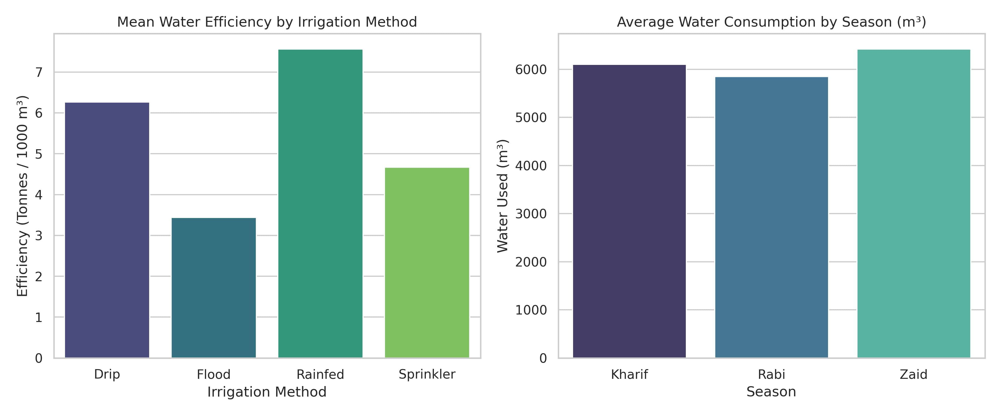 Mean Water Efficiency by Irrigation Method
Efficiency (Tonnes / 1000 m³)
7
6
5
4
3
2
1
0
Drip Flood Rainfed Sprinkler
Irrigation Method
Average Water Consumption by Season (m³)
Water Used (m³)
6000
5000
4000
3000
2000
1000
0
Kharif Rabi Zaid
Season